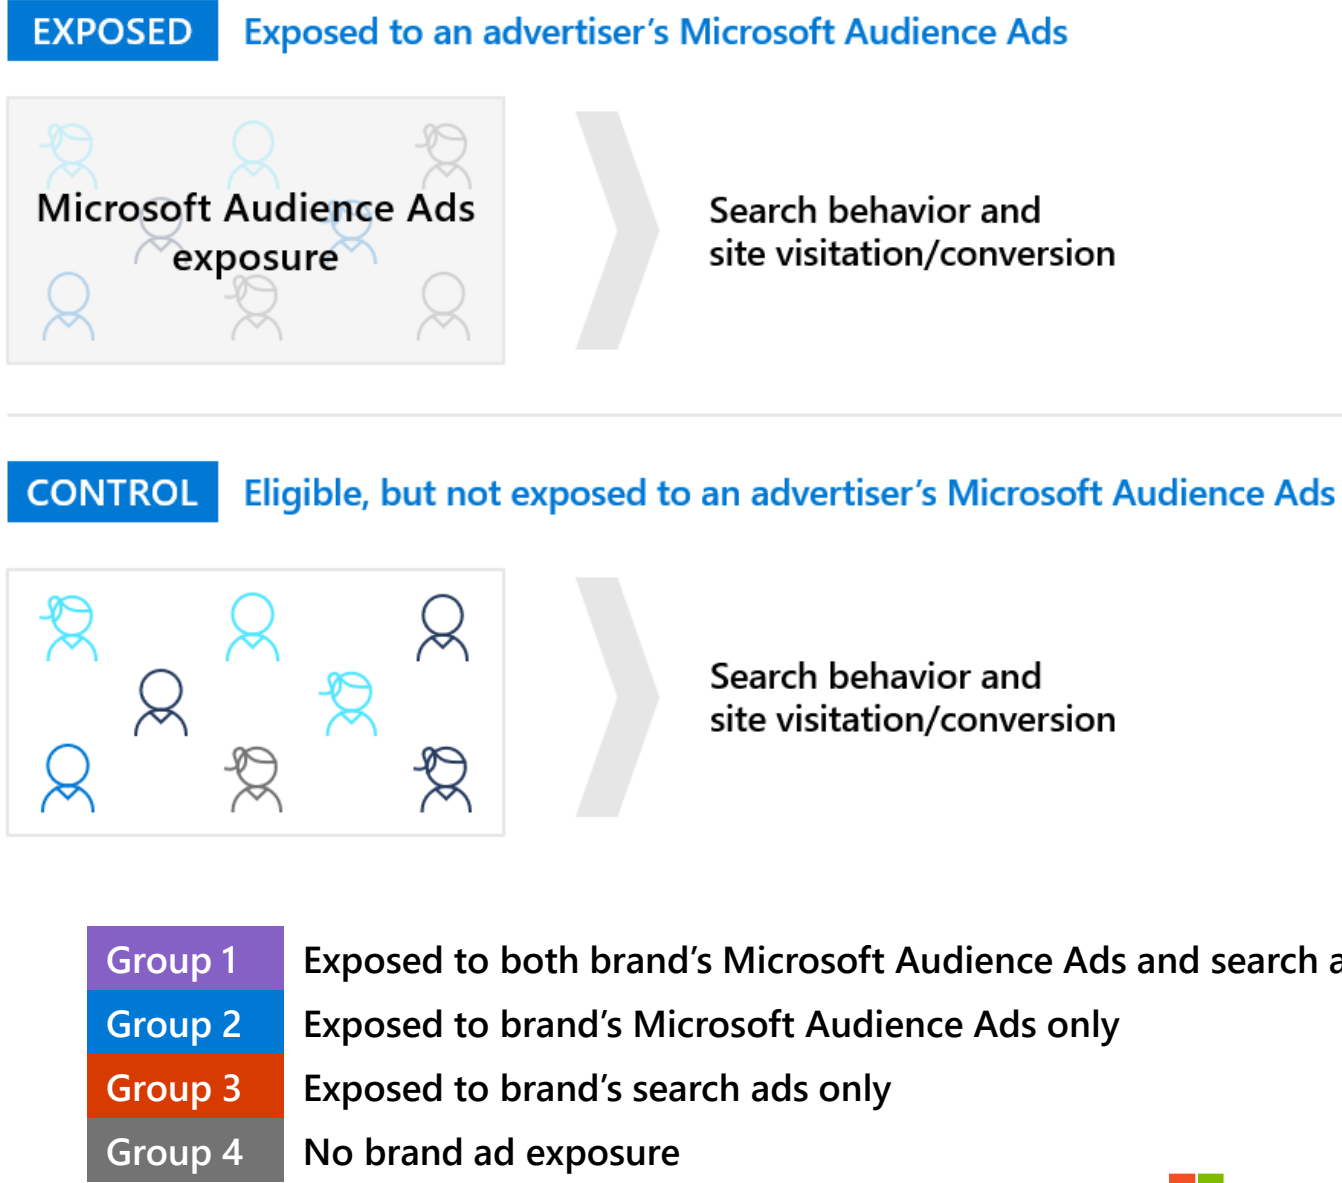 EXPOSED Exposed to an advertiser’s Microsoft Audience Ads
Microsoft Audience Ads
exposure
Search behavior and
site visitation/conversion
CONTROL Eligible, but not exposed to an advertiser’s Microsoft Audience Ads
Search behavior and
site visitation/conversion
Group 1 Exposed to both brand’s Microsoft Audience Ads and search
Group 2 Exposed to brand’s Microsoft Audience Ads only
Group 3 Exposed to brand’s search ads only
Group 4 No brand ad exposure